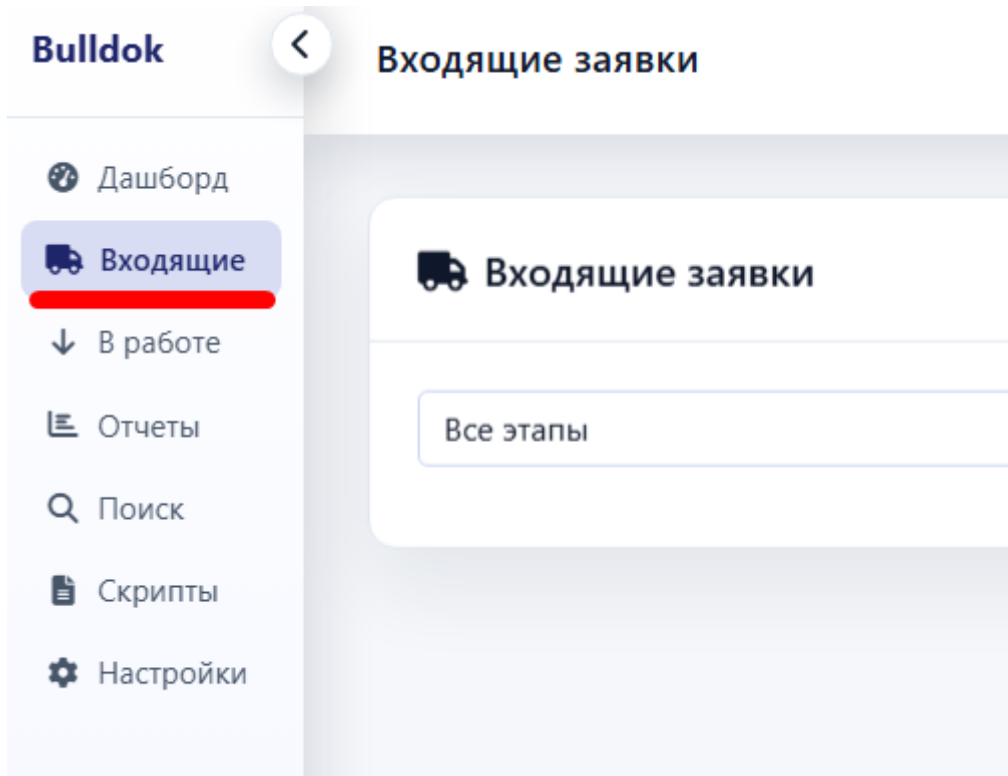 Bulldok
Входящие заявки
Дашборд
Входящие
В работе
Отчеты
Поиск
Скрипты
Настройки
Входящие заявки
Все этапы